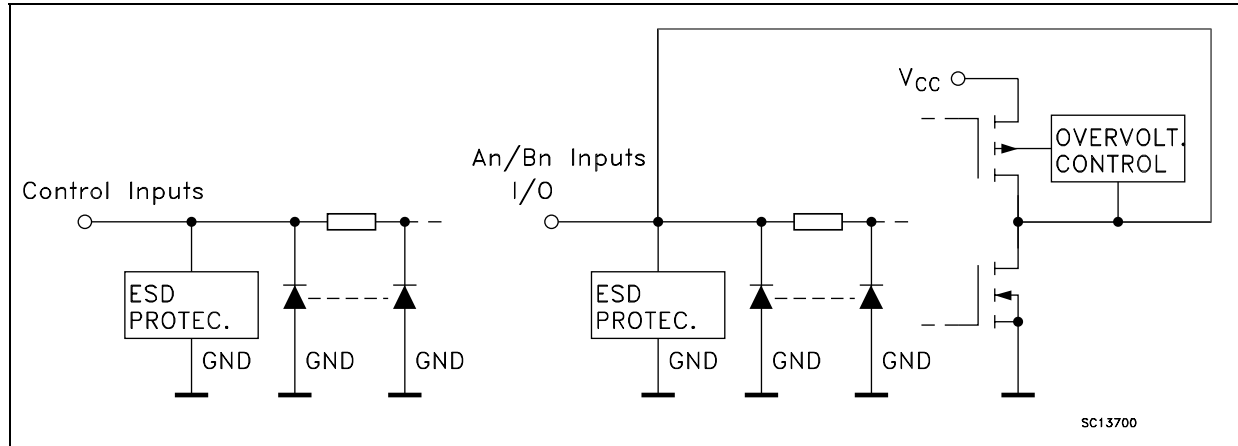 Control Inputs
ESD
PROTEC.
GND
GND
GND
An/Bn Inputs
I/O
ESD
PROTEC.
GND
GND
GND
VCC
OVERVOLT.
CONTROL
SC13700